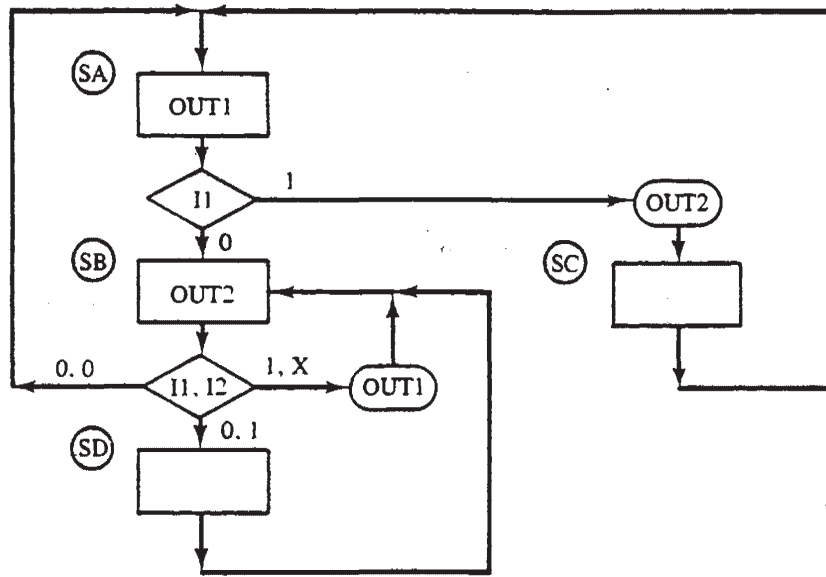 SA
OUT1
I1
1
OUT2
0
SB
SC
OUT2
0. 0
I1, I2
1, X
OUT1
0, 1
SD